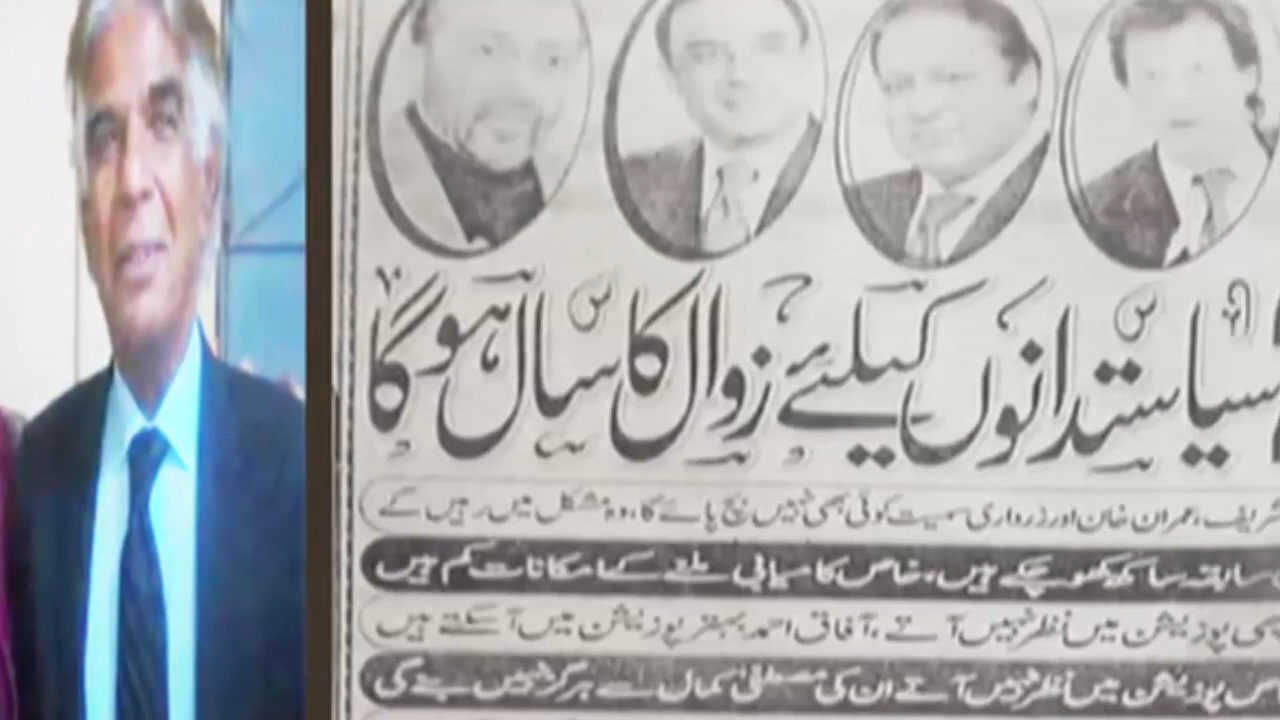 سیاستدانوں کیلئے زوال کا سال ہوگا
شریف، عمران خان اور زرداری سمیت کوئی بھی نہیں بچ پائے گا، وہ مشکل میں رہیں گے
سابقہ ساکھ کھو چکے ہیں، خاص کامیابی ملنے کے امکانات کم ہیں
پوزیشن میں نظر نہیں آتے، آفاق احمد بہتر پوزیشن میں آسکتے ہیں
پوزیشن میں نظر نہیں آتے ان کی مصطفیٰ کمال سے ہرگز نہیں بنے گی